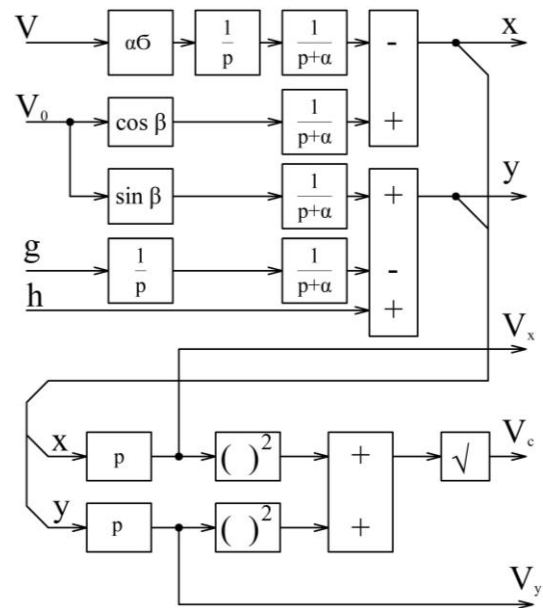 V αб 1/p 1/(p+α) - x
V₀ cos β 1/(p+α) +
sin β 1/(p+α) + y
g 1/p 1/(p+α) -
h +
Vₓ
x p ( )² + √ V꜀
y p ( )² +
Vᵧ